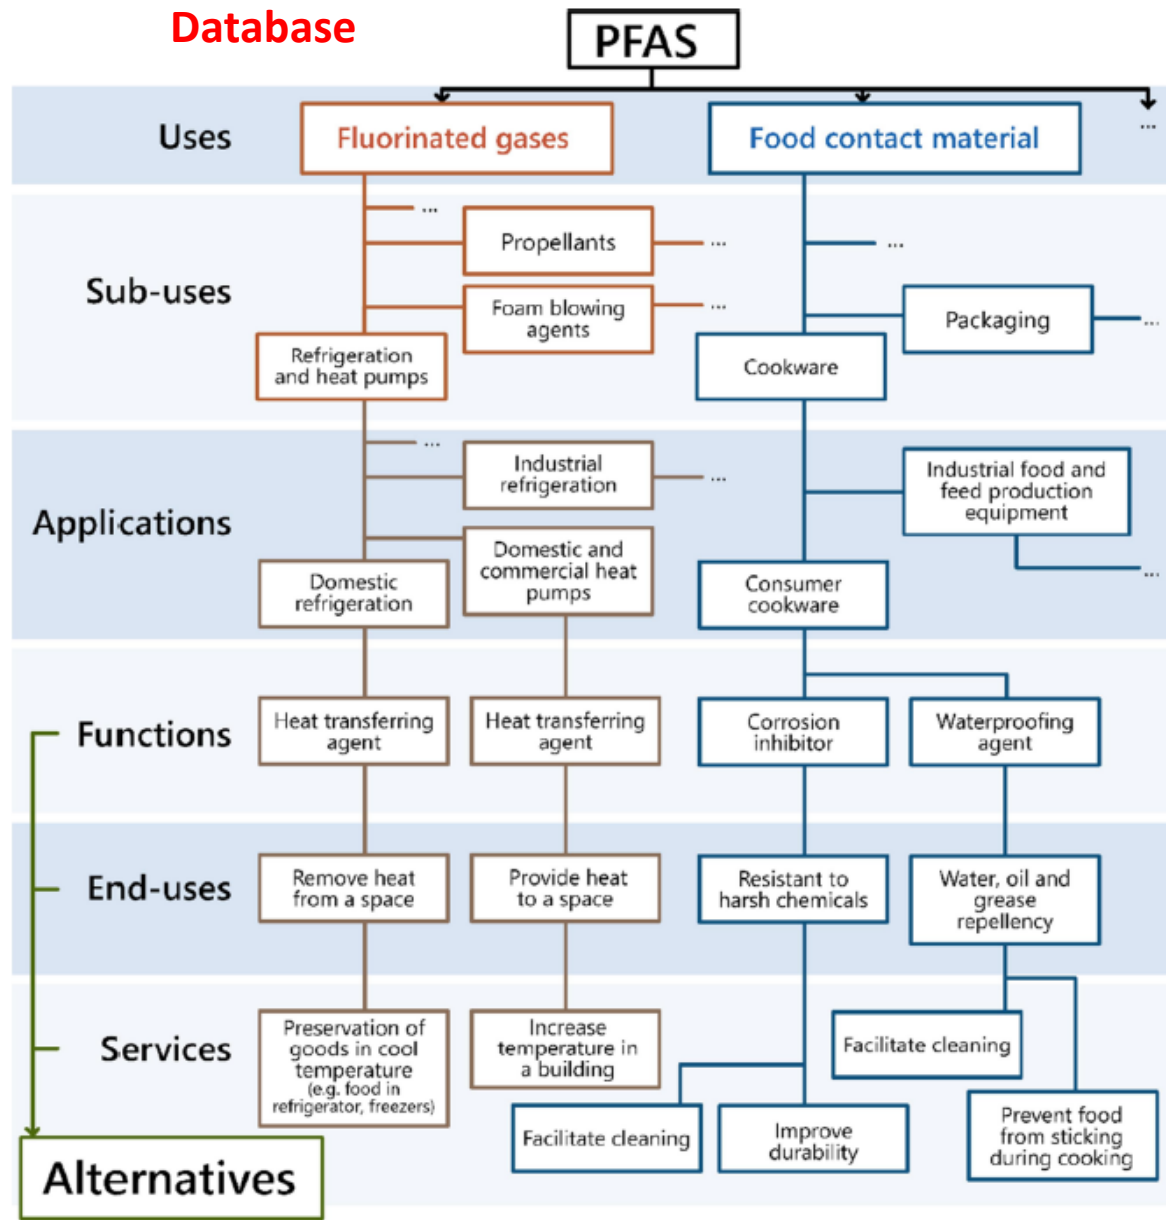 Database
PFAS
Uses
Fluorinated gases
Food contact material
...
Sub-uses
...
Propellants
...
Foam blowing
agents
...
Refrigeration
and heat pumps
...
Packaging
...
Cookware
Applications
...
Industrial
refrigeration
...
Domestic and
commercial heat
pumps
Domestic
refrigeration
Industrial food and
feed production
equipment
...
Consumer
cookware
Functions
Heat transferring
agent
Heat transferring
agent
Corrosion
inhibitor
Waterproofing
agent
End-uses
Remove heat
from a space
Provide heat
to a space
Resistant to
harsh chemicals
Water, oil and
grease
repellency
Services
Preservation of
goods in cool
temperature
(e.g. food in
refrigerator, freezers)
Increase
temperature in
a building
Facilitate cleaning
Improve
durability
Facilitate cleaning
Prevent food
from sticking
during cooking
Alternatives